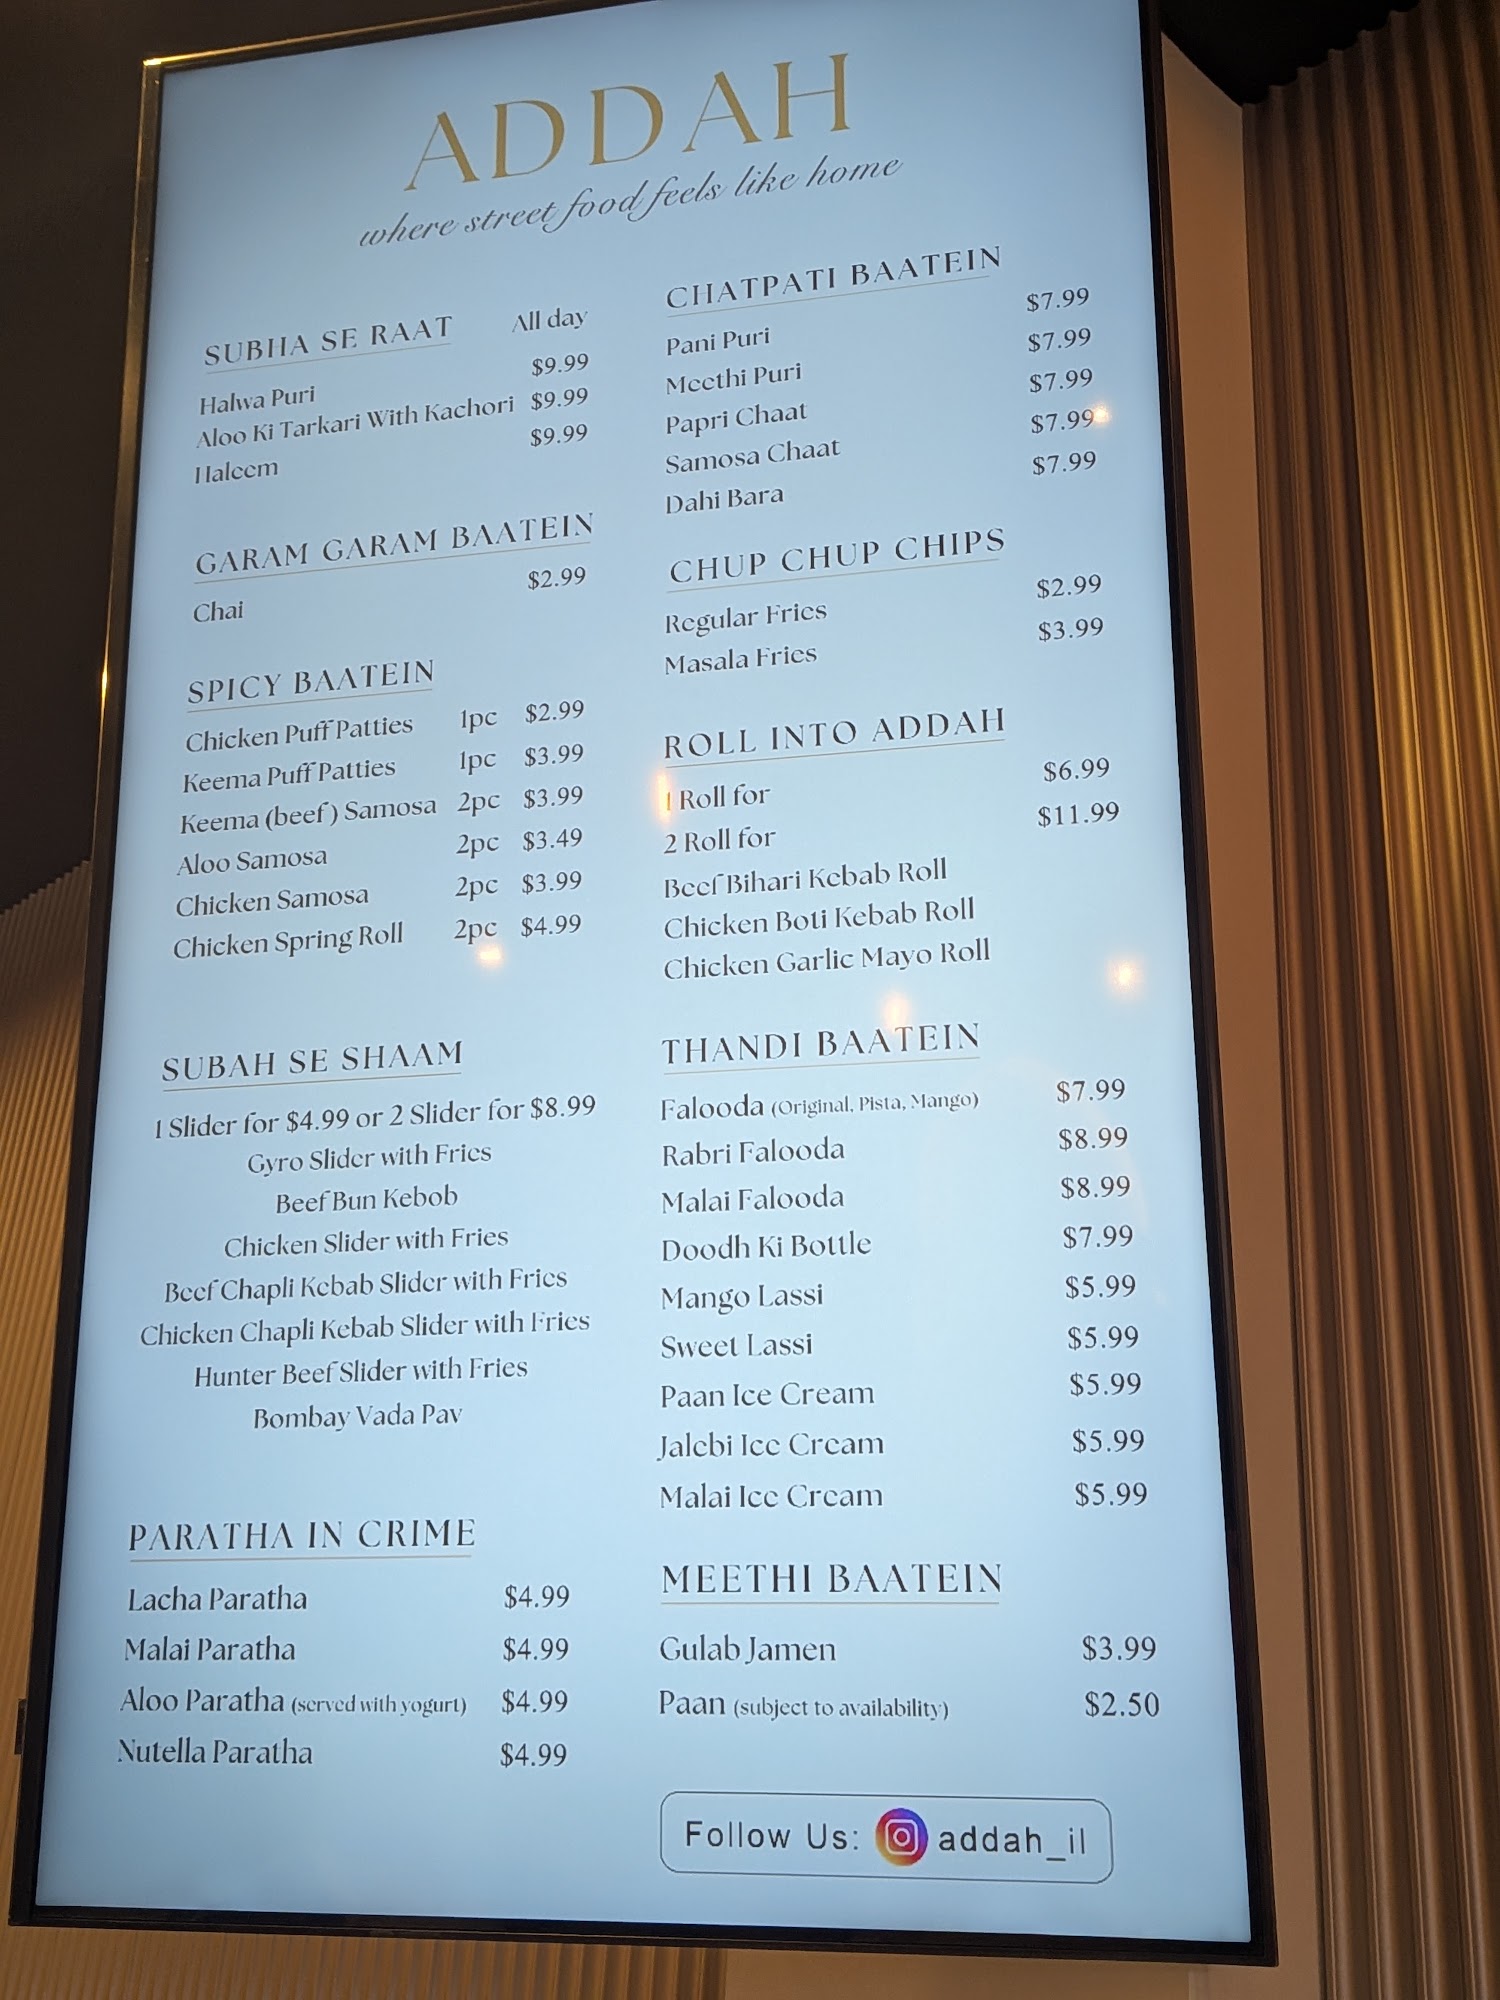 ADDAH
where street food feels like home
SUBHA SE RAAT All day
Halwa Puri $9.99
Aloo Ki Tarkari With Kachori $9.99
Haleem $9.99
GARAM GARAM BAATEIN
Chai $2.99
SPICY BAATEIN
Chicken Puff Patties 1pc $2.99
Keema Puff Patties 1pc $3.99
Keema (beef) Samosa 2pc $3.99
Aloo Samosa 2pc $3.49
Chicken Samosa 2pc $3.99
Chicken Spring Roll 2pc $4.99
SUBAH SE SHAAM
1 Slider for $4.99 or 2 Slider for $8.99
Gyro Slider with Fries
Beef Bun Kebob
Chicken Slider with Fries
Beef Chapli Kebab Slider with Fries
Chicken Chapli Kebab Slider with Fries
Hunter Beef Slider with Fries
Bombay Vada Pav
PARATHA IN CRIME
Lacha Paratha $4.99
Malai Paratha $4.99
Aloo Paratha (served with yogurt) $4.99
Nutella Paratha $4.99
CHATPATI BAATEIN
Pani Puri $7.99
Meethi Puri $7.99
Papri Chaat $7.99
Samosa Chaat $7.99
Dahi Bara $7.99
CHUP CHUP CHIPS
Regular Fries $2.99
Masala Fries $3.99
ROLL INTO ADDAH
1 Roll for $6.99
2 Roll for $11.99
Beef Bihari Kebab Roll
Chicken Boti Kebab Roll
Chicken Garlic Mayo Roll
THANDI BAATEIN
Falooda (Original, Pista, Mango) $7.99
Rabri Falooda $8.99
Malai Falooda $8.99
Doodh Ki Bottle $7.99
Mango Lassi $5.99
Sweet Lassi $5.99
Paan Ice Cream $5.99
Jalebi Ice Cream $5.99
Malai Ice Cream $5.99
MEETHI BAATEIN
Gulab Jamen $3.99
Paan (subject to availability) $2.50
Follow Us: addah_il